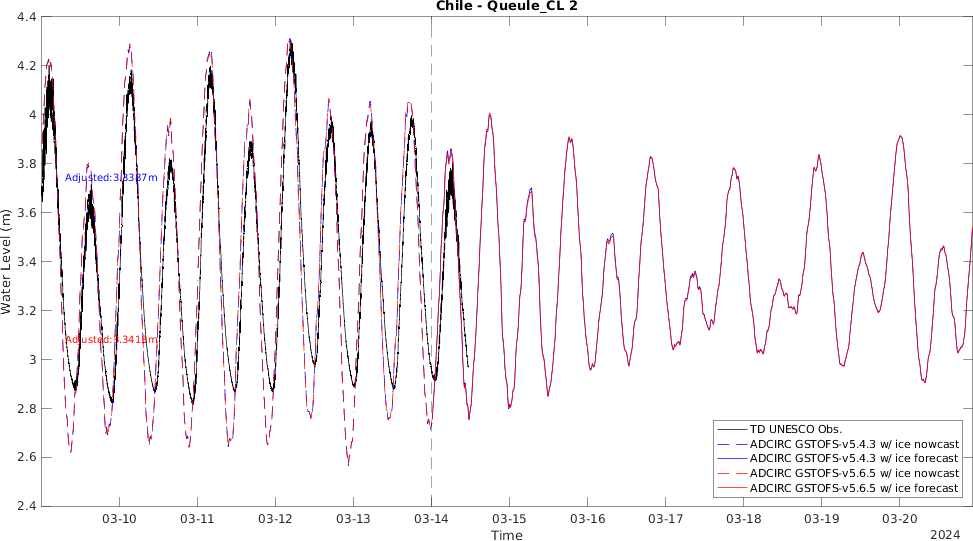 Chile - Queule_CL 2
4.4
4.2
4
3.8
3.6
3.4
3.2
3
2.8
2.6
2.4
Water Level (m)
Adjusted:3.3387m
Adjusted:3.3413m
03-10 03-11 03-12 03-13 03-14 03-15 03-16 03-17 03-18 03-19 03-20
Time
2024
TD UNESCO Obs.
ADCIRC GSTOFS-v5.4.3 w/ ice nowcast
ADCIRC GSTOFS-v5.4.3 w/ ice forecast
ADCIRC GSTOFS-v5.6.5 w/ ice nowcast
ADCIRC GSTOFS-v5.6.5 w/ ice forecast